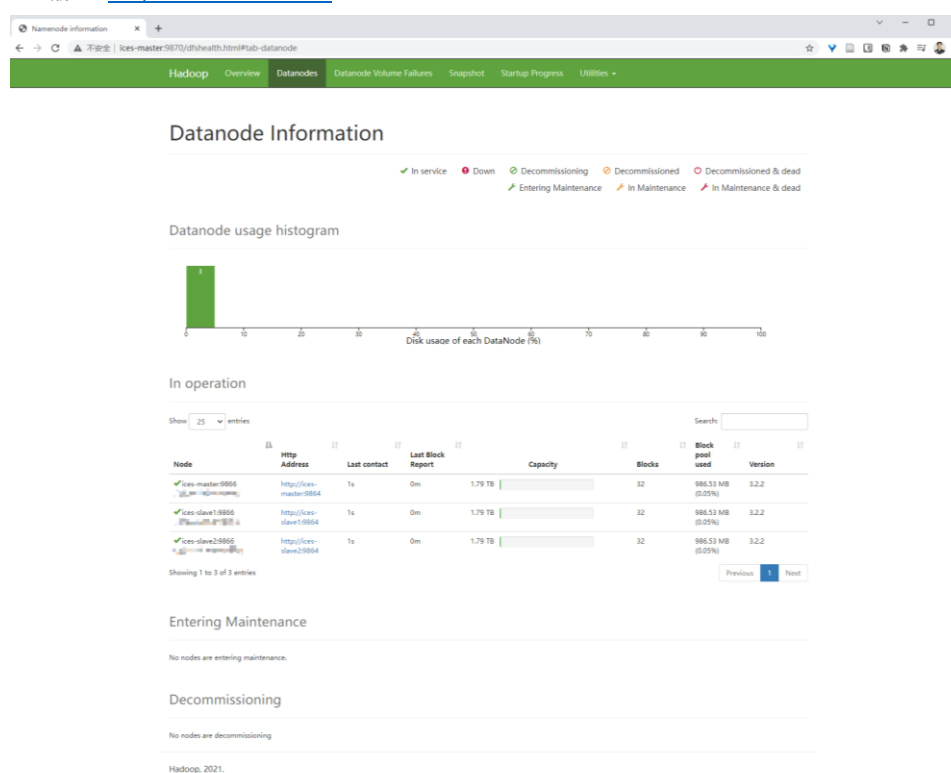 Namenode information
不安全 | ices-master:9870/dfshealth.html#tab-datanode
Hadoop Overview Datanodes Datanode Volume Failures Snapshot Startup Progress Utilities
Datanode Information
In service Down Decommissioning Decommissioned Decommissioned & dead
Entering Maintenance In Maintenance In Maintenance & dead
Datanode usage histogram
3
0 10 20 30 40 50 60 70 80 90 100
Disk usage of each DataNode (%)
In operation
Show 25 entries Search:
Node Http Address Last contact Last Block Report Capacity Blocks Block pool used Version
ices-master:9866 http://ices-master:9864 1s 0m 1.79 TB 32 986.53 MB (0.05%) 3.2.2
ices-slave1:9866 http://ices-slave1:9864 1s 0m 1.79 TB 32 986.53 MB (0.05%) 3.2.2
ices-slave2:9866 http://ices-slave2:9864 1s 0m 1.79 TB 32 986.53 MB (0.05%) 3.2.2
Showing 1 to 3 of 3 entries Previous 1 Next
Entering Maintenance
No nodes are entering maintenance.
Decommissioning
No nodes are decommissioning
Hadoop, 2021.